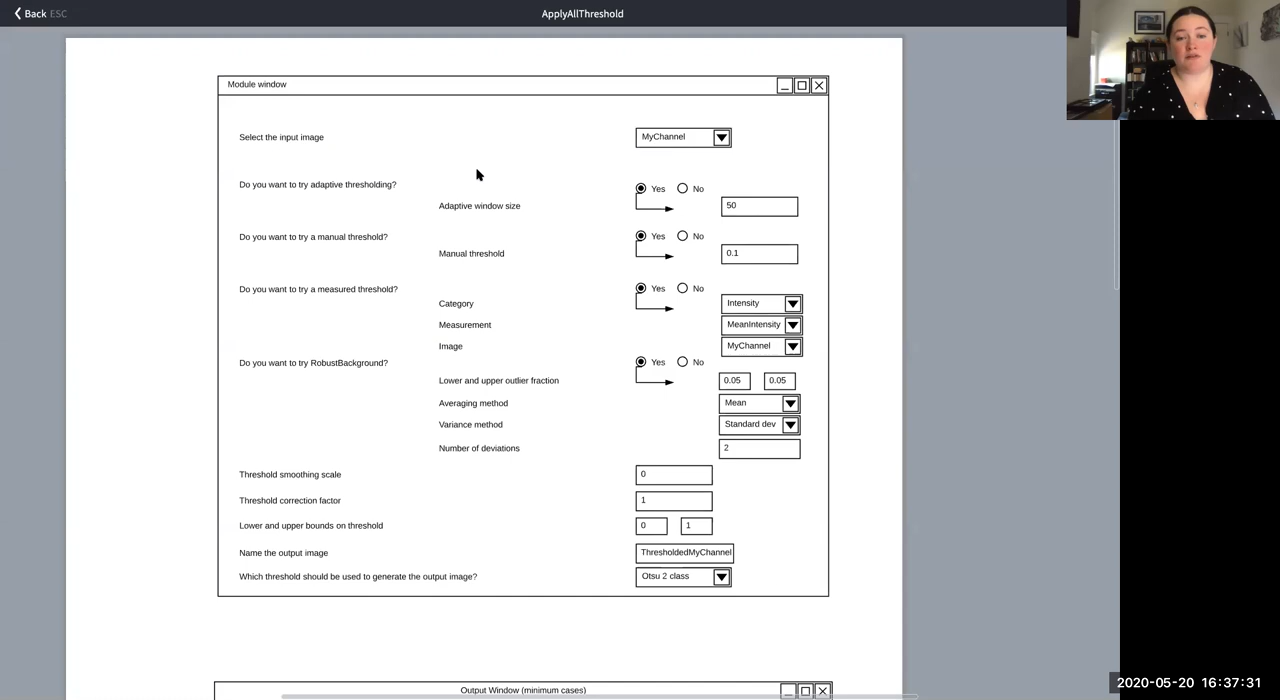 Back ESC
ApplyAllThreshold
Module window
Select the input image
MyChannel
Do you want to try adaptive thresholding?
Yes No
Adaptive window size
50
Do you want to try a manual threshold?
Yes No
Manual threshold
0.1
Do you want to try a measured threshold?
Yes No
Category
Intensity
Measurement
MeanIntensity
Image
MyChannel
Do you want to try RobustBackground?
Yes No
Lower and upper outlier fraction
0.05 0.05
Averaging method
Mean
Variance method
Standard dev
Number of deviations
2
Threshold smoothing scale
0
Threshold correction factor
1
Lower and upper bounds on threshold
0 1
Name the output image
ThresholdedMyChannel
Which threshold should be used to generate the output image?
Otsu 2 class
Output Window (minimum cases)
2020-05-20 16:37:31